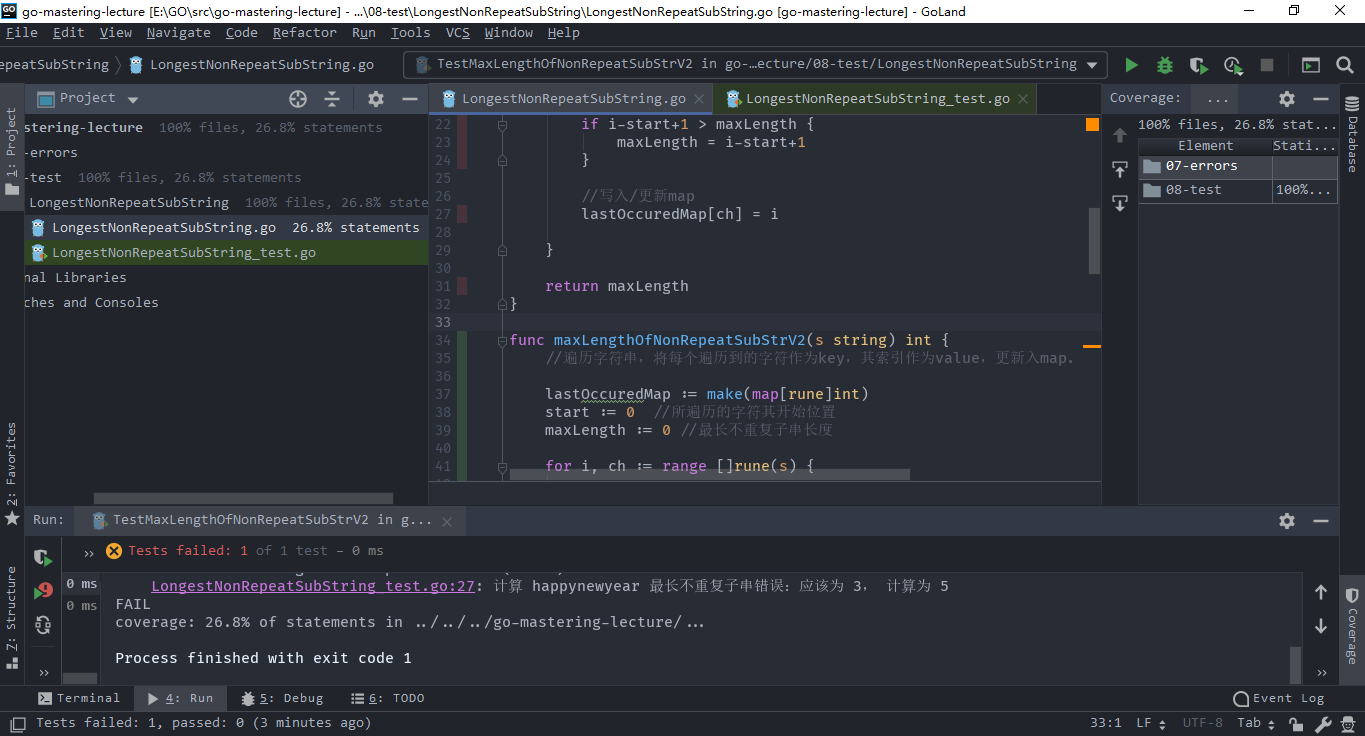 go-mastering-lecture [E:\GO\src\go-mastering-lecture] - ...\08-test\LongestNonRepeatSubString\LongestNonRepeatSubString.go [go-mastering-lecture] - GoLand
File Edit View Navigate Code Refactor Run Tools VCS Window Help
epeatSubString LongestNonRepeatSubString.go TestMaxLengthOfNonRepeatSubStrV2 in go-...ecture/08-test/LongestNonRepeatSubString
1: Project
Project
stering-lecture 100% files, 26.8% statements
-errors
-test 100% files, 26.8% statements
LongestNonRepeatSubString 100% files, 26.8% state
LongestNonRepeatSubString.go 26.8% statements
LongestNonRepeatSubString_test.go
nal Libraries
ches and Consoles
LongestNonRepeatSubString.go LongestNonRepeatSubString_test.go
22 if i-start+1 > maxLength {
23 maxLength = i-start+1
24 }
25
26 //写入/更新map
27 lastOccuredMap[ch] = i
28
29 }
30
31 return maxLength
32 }
33
34 func maxLengthOfNonRepeatSubStrV2(s string) int {
35 //遍历字符串，将每个遍历到的字符作为key，其索引作为value，更新入map.
36
37 lastOccuredMap := make(map[rune]int)
38 start := 0 //所遍历的字符其开始位置
39 maxLength := 0 //最长不重复子串长度
40
41 for i, ch := range []rune(s) {
Coverage: ...
100% files, 26.8% stat...
Element Stati...
07-errors
08-test 100%...
Database
2: Favorites
Z: Structure
Run: TestMaxLengthOfNonRepeatSubStrV2 in g...
Tests failed: 1 of 1 test – 0 ms
0 ms
0 ms
LongestNonRepeatSubString_test.go:27: 计算 happynewyear 最长不重复子串错误：应该为 3， 计算为 5
FAIL
coverage: 26.8% of statements in ../../../go-mastering-lecture/...
Process finished with exit code 1
9
Coverage
Terminal 4: Run 5: Debug 6: TODO Event Log
Tests failed: 1, passed: 0 (3 minutes ago) 33:1 LF UTF-8 Tab